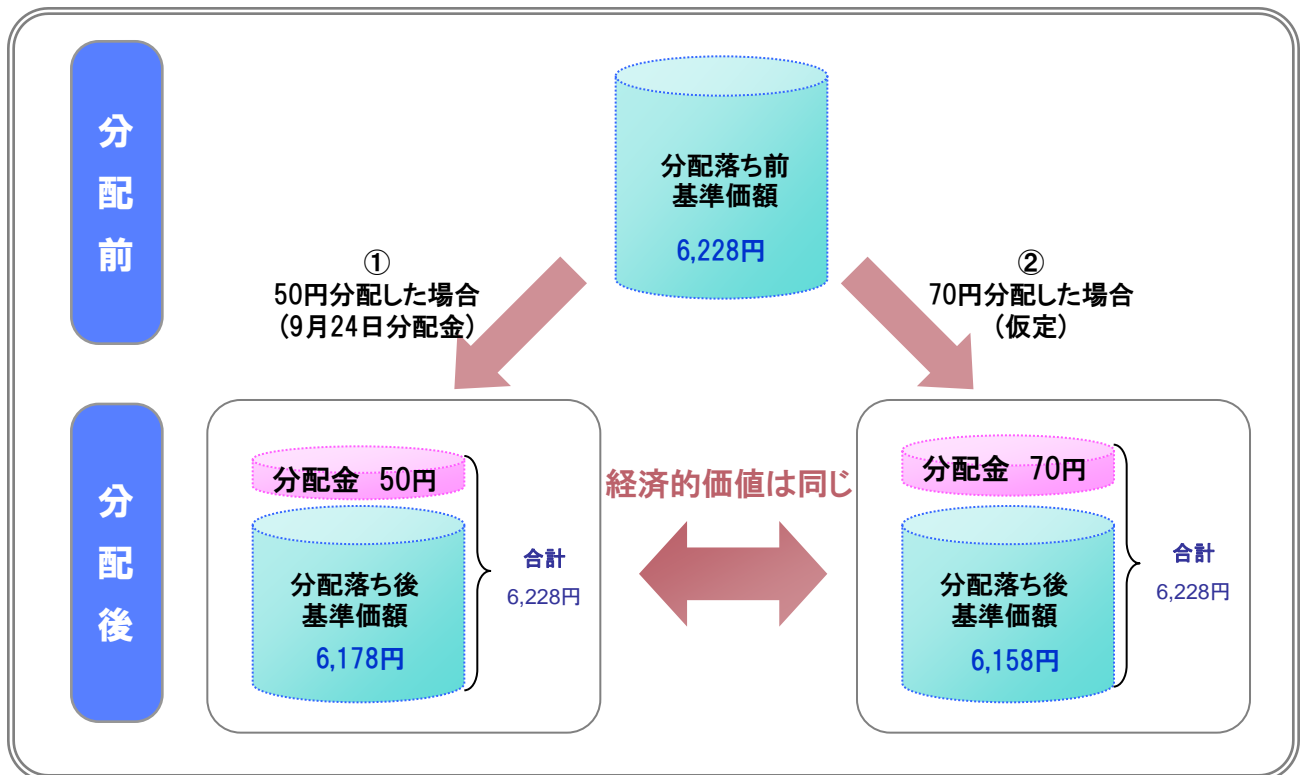 分配前
分配落ち前
基準価額
6,228円
①
50円分配した場合
(9月24日分配金)
②
70円分配した場合
(仮定)
分配後
分配金 50円
分配落ち後
基準価額
6,178円
合計
6,228円
経済的価値は同じ
分配金 70円
分配落ち後
基準価額
6,158円
合計
6,228円